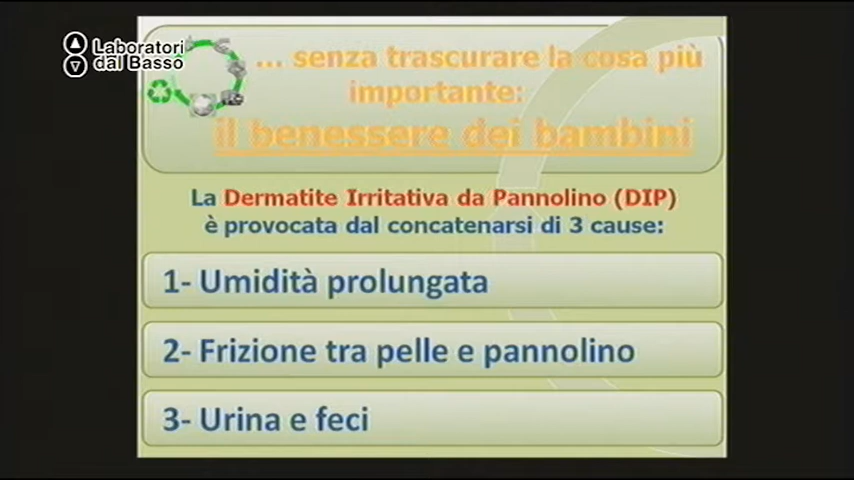 Laboratori
dal Basso
... senza trascurare la cosa più
importante:
il benessere dei bambini
La Dermatite Irritativa da Pannolino (DIP)
è provocata dal concatenarsi di 3 cause:
1- Umidità prolungata
2- Frizione tra pelle e pannolino
3- Urina e feci